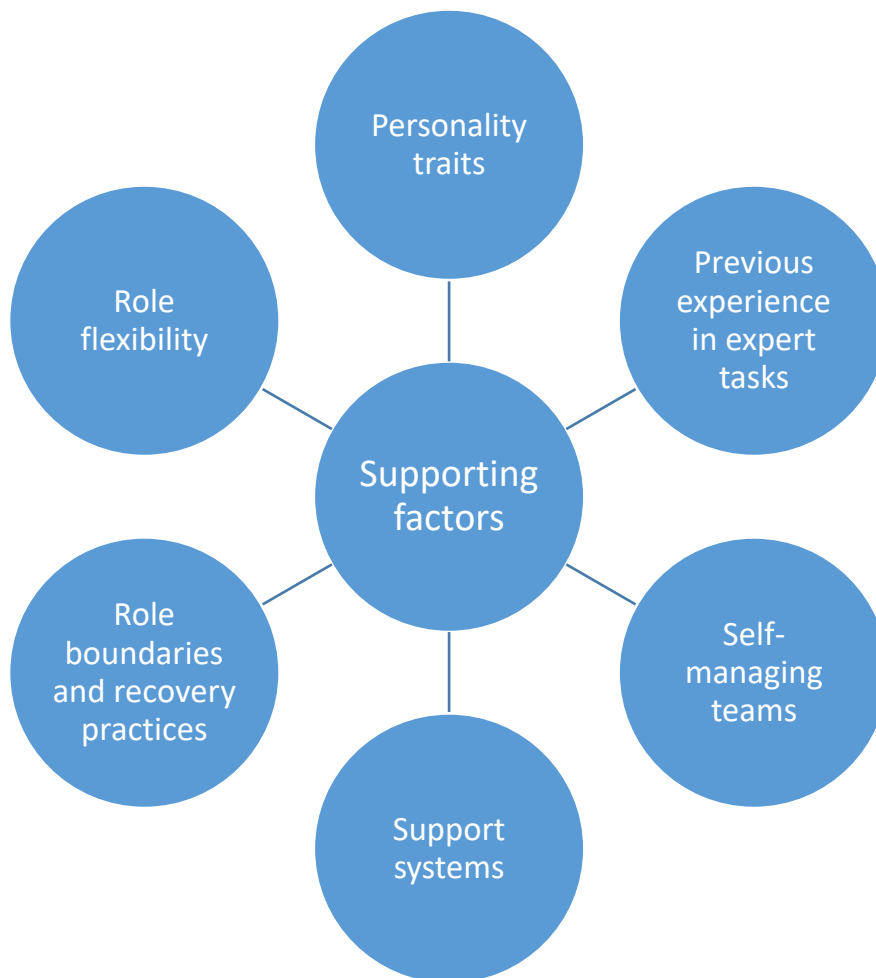 Personality
traits
Previous
experience
in expert
tasks
Self-
managing
teams
Support
systems
Role
boundaries
and recovery
practices
Role
flexibility
Supporting
factors